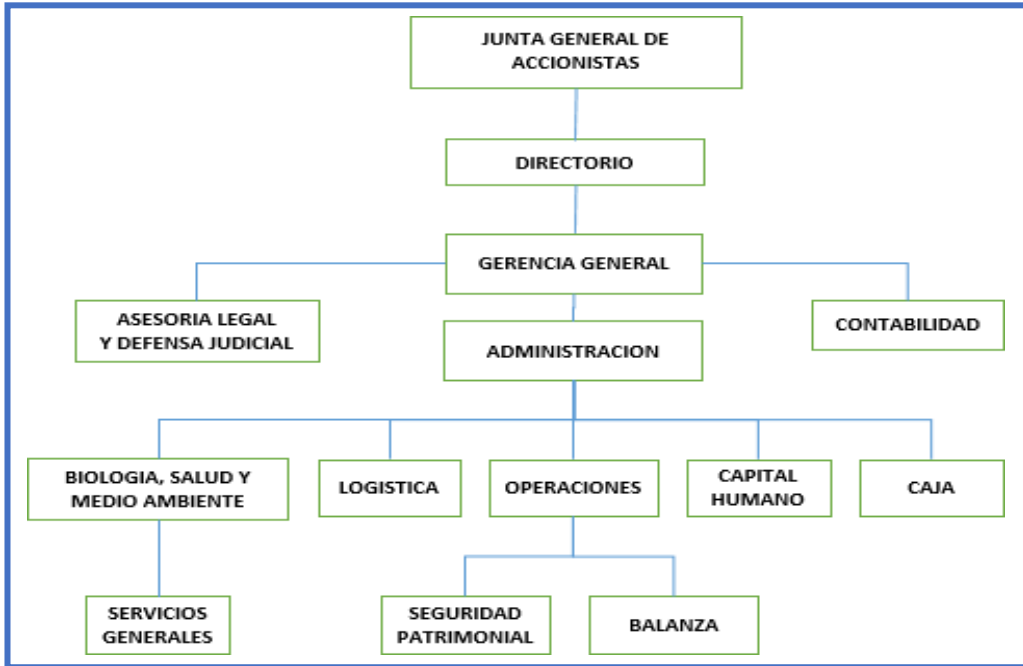 JUNTA GENERAL DE
ACCIONISTAS
DIRECTORIO
GERENCIA GENERAL
ASESORIA LEGAL
Y DEFENSA JUDICIAL
CONTABILIDAD
ADMINISTRACION
BIOLOGIA, SALUD Y
MEDIO AMBIENTE
LOGISTICA
OPERACIONES
CAPITAL
HUMANO
CAJA
SERVICIOS
GENERALES
SEGURIDAD
PATRIMONIAL
BALANZA